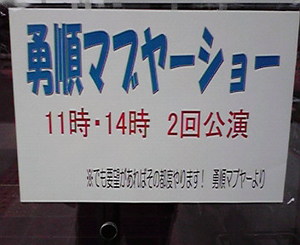 勇順マブヤーショー
11時・14時 2回公演
※でも要望があればその都度やります! 勇順マブヤーより